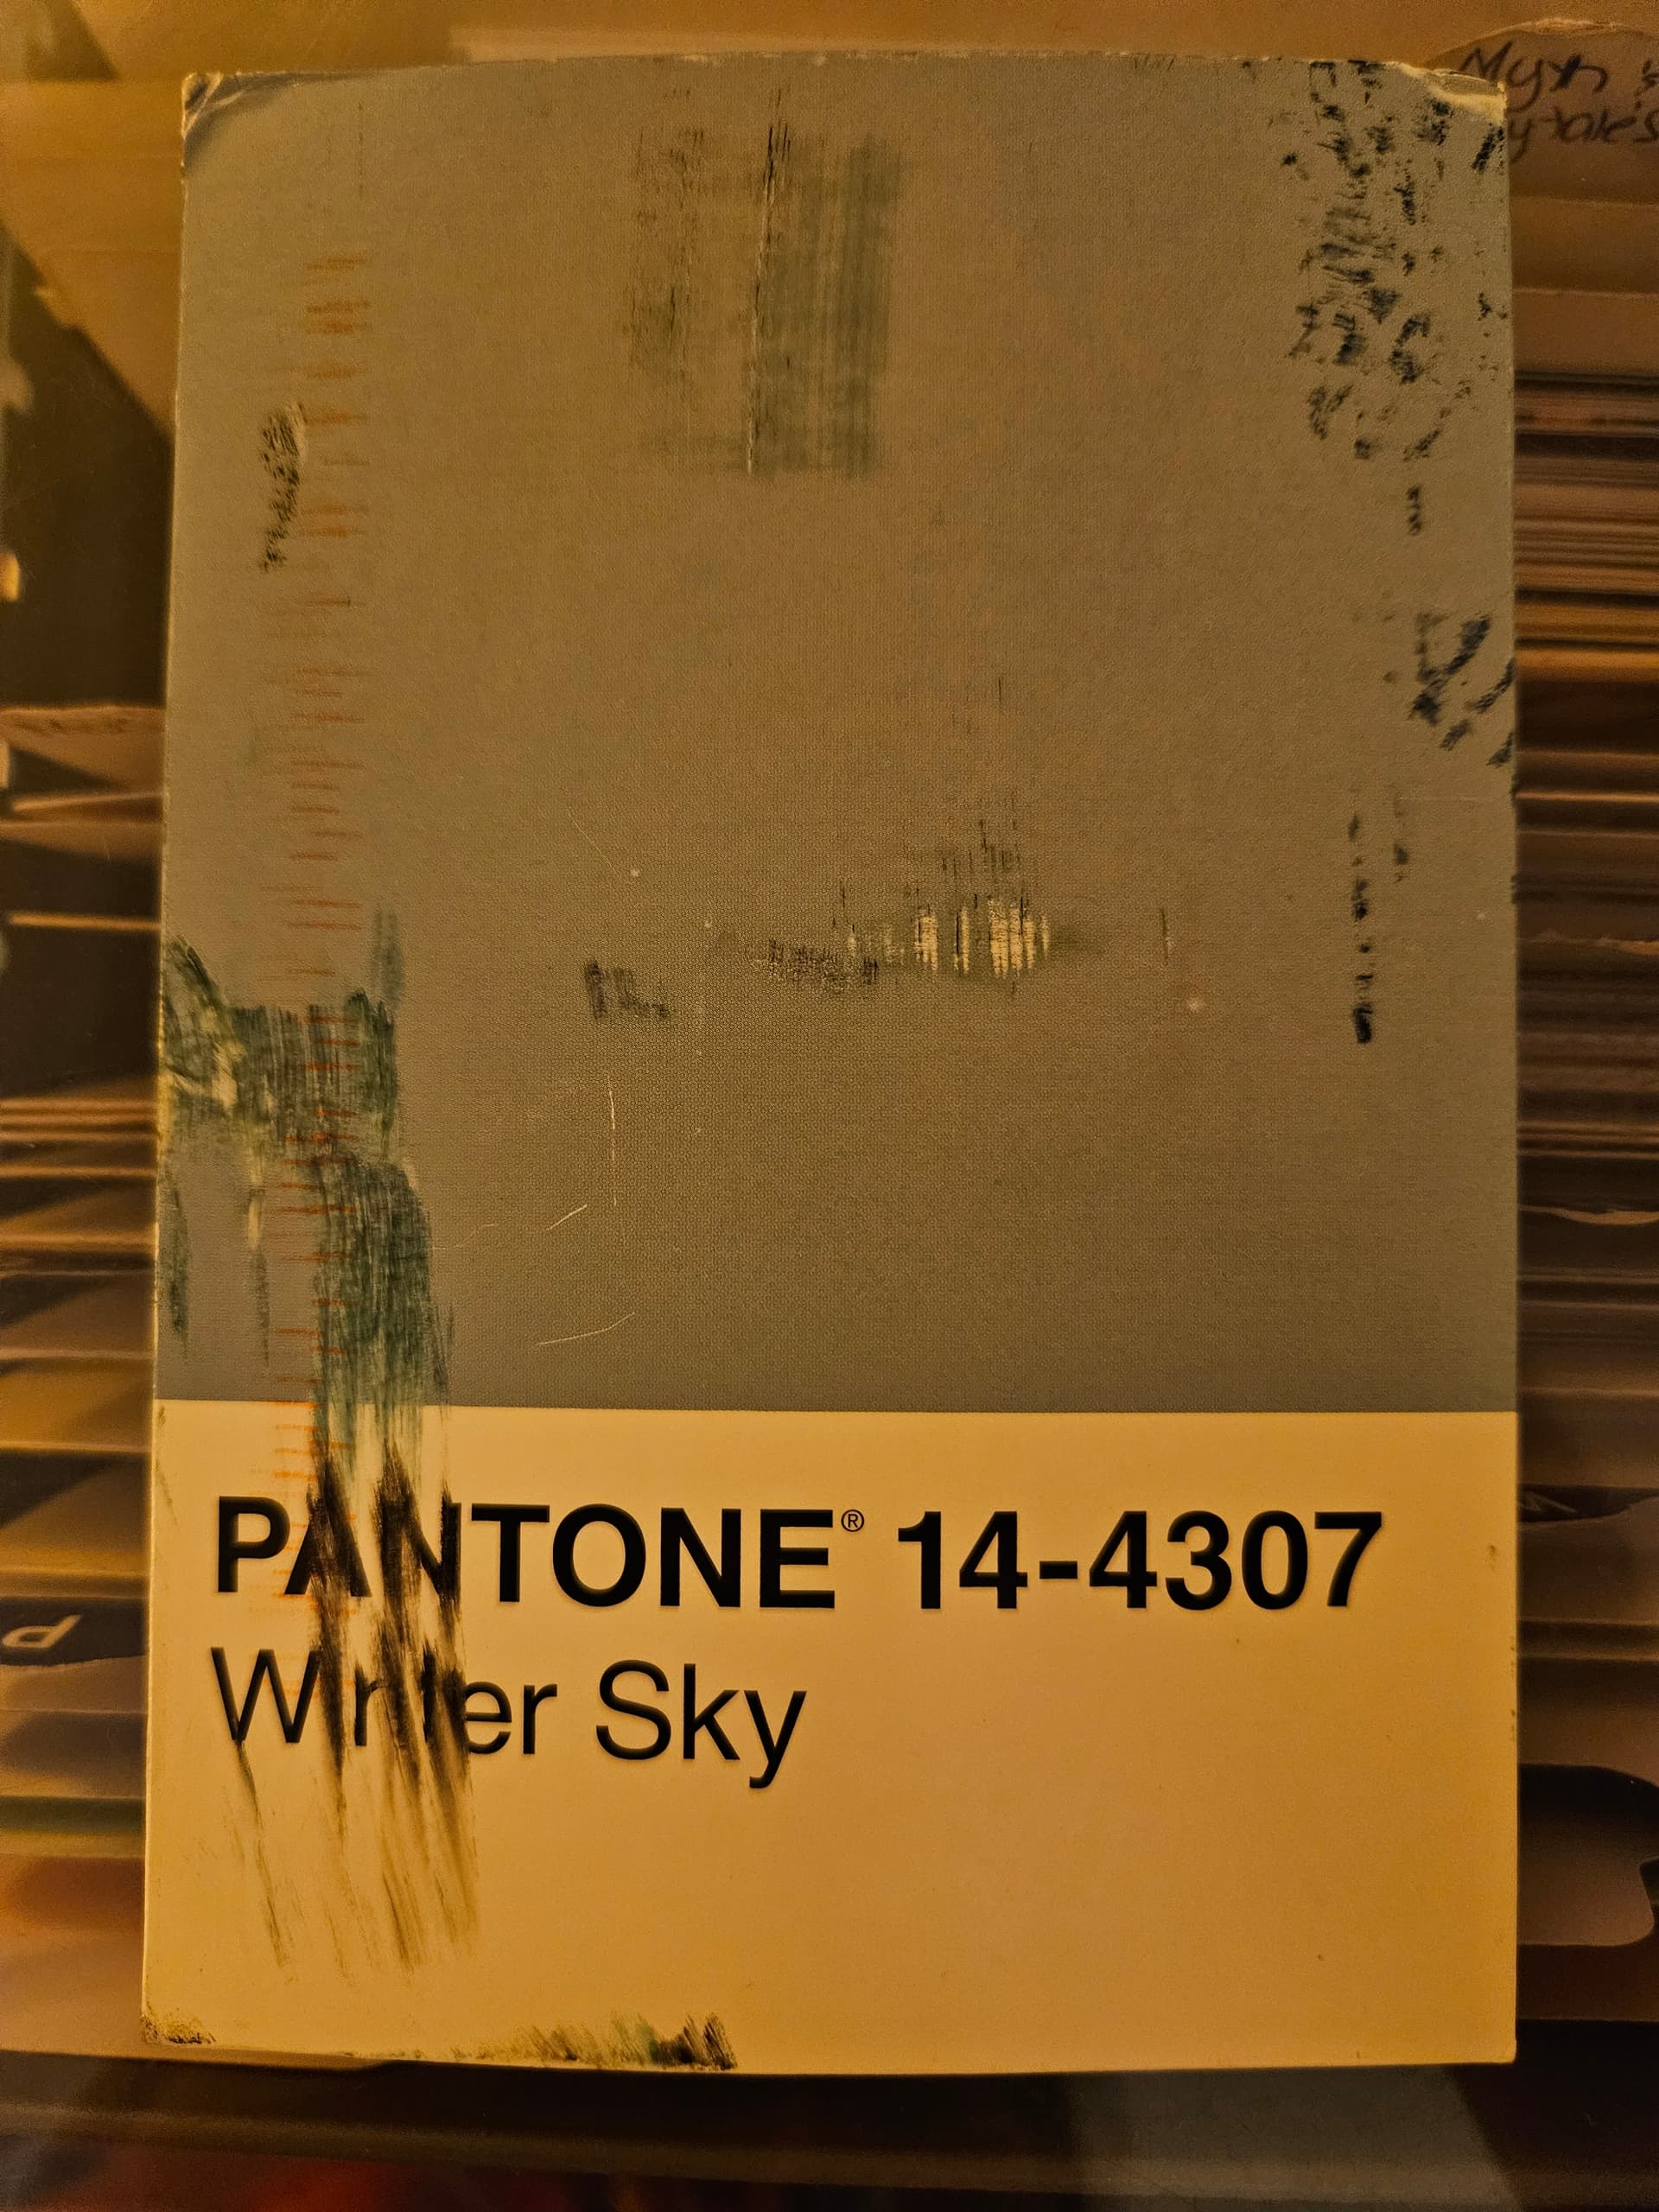 PANTONE® 14-4307
Winter Sky
P